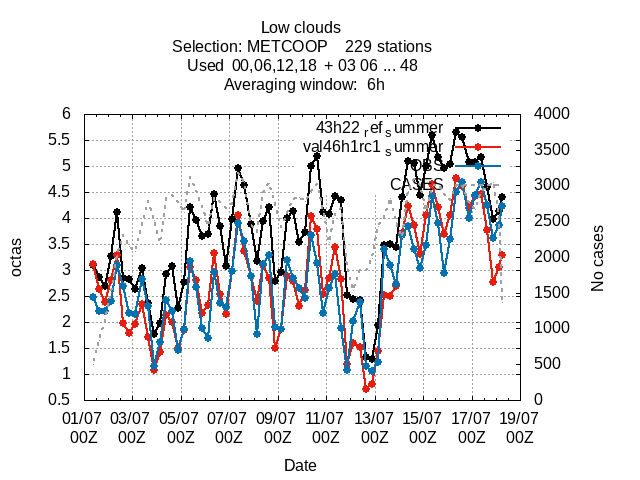 Low clouds
Selection: METCOOP 229 stations
Used 00,06,12,18 + 03 06 ... 48
Averaging window: 6h
6
5.5
5
4.5
4
3.5
3
2.5
2
1.5
1
0.5
octas
4000
3500
3000
2500
2000
1500
1000
500
0
No cases
43h22_ref_summer
val46h1rc1_summer
OBS
CASES
01/07 03/07 05/07 07/07 09/07 11/07 13/07 15/07 17/07 19/07
00Z 00Z 00Z 00Z 00Z 00Z 00Z 00Z 00Z 00Z
Date